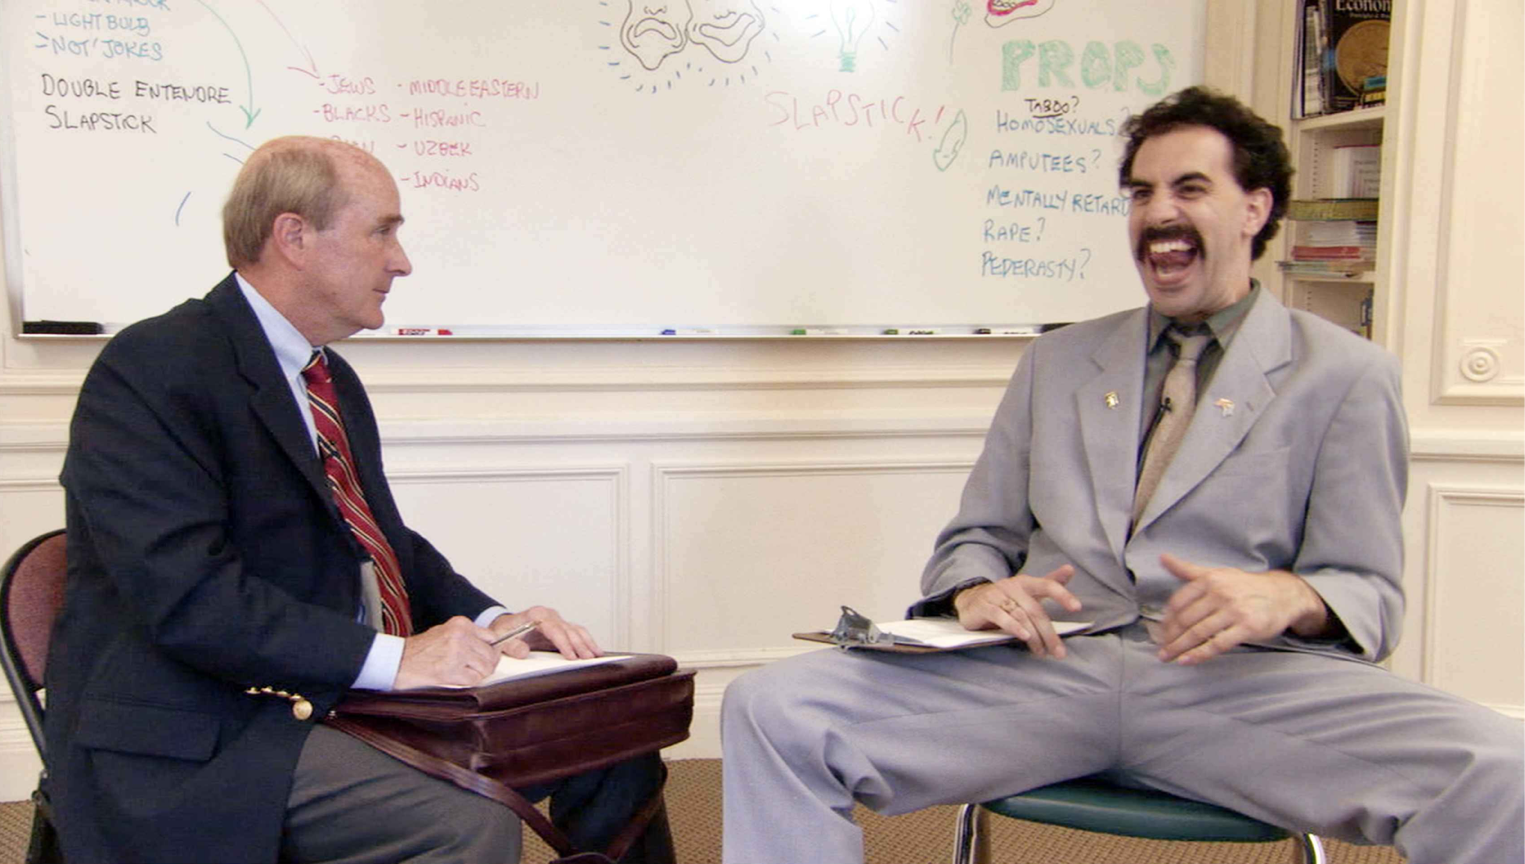 - LIGHT BULB
- "NOT" JOKES
DOUBLE ENTENDRE
SLAPSTICK
- JEWS
- BLACKS
- MIDDLE EASTERN
- HISPANIC
- UZBEK
- INDIANS
SLAPSTICK!
PROPS
TABOO?
HOMOSEXUALS?
AMPUTEES?
MENTALLY RETARD
RAPE?
PEDERASTY?